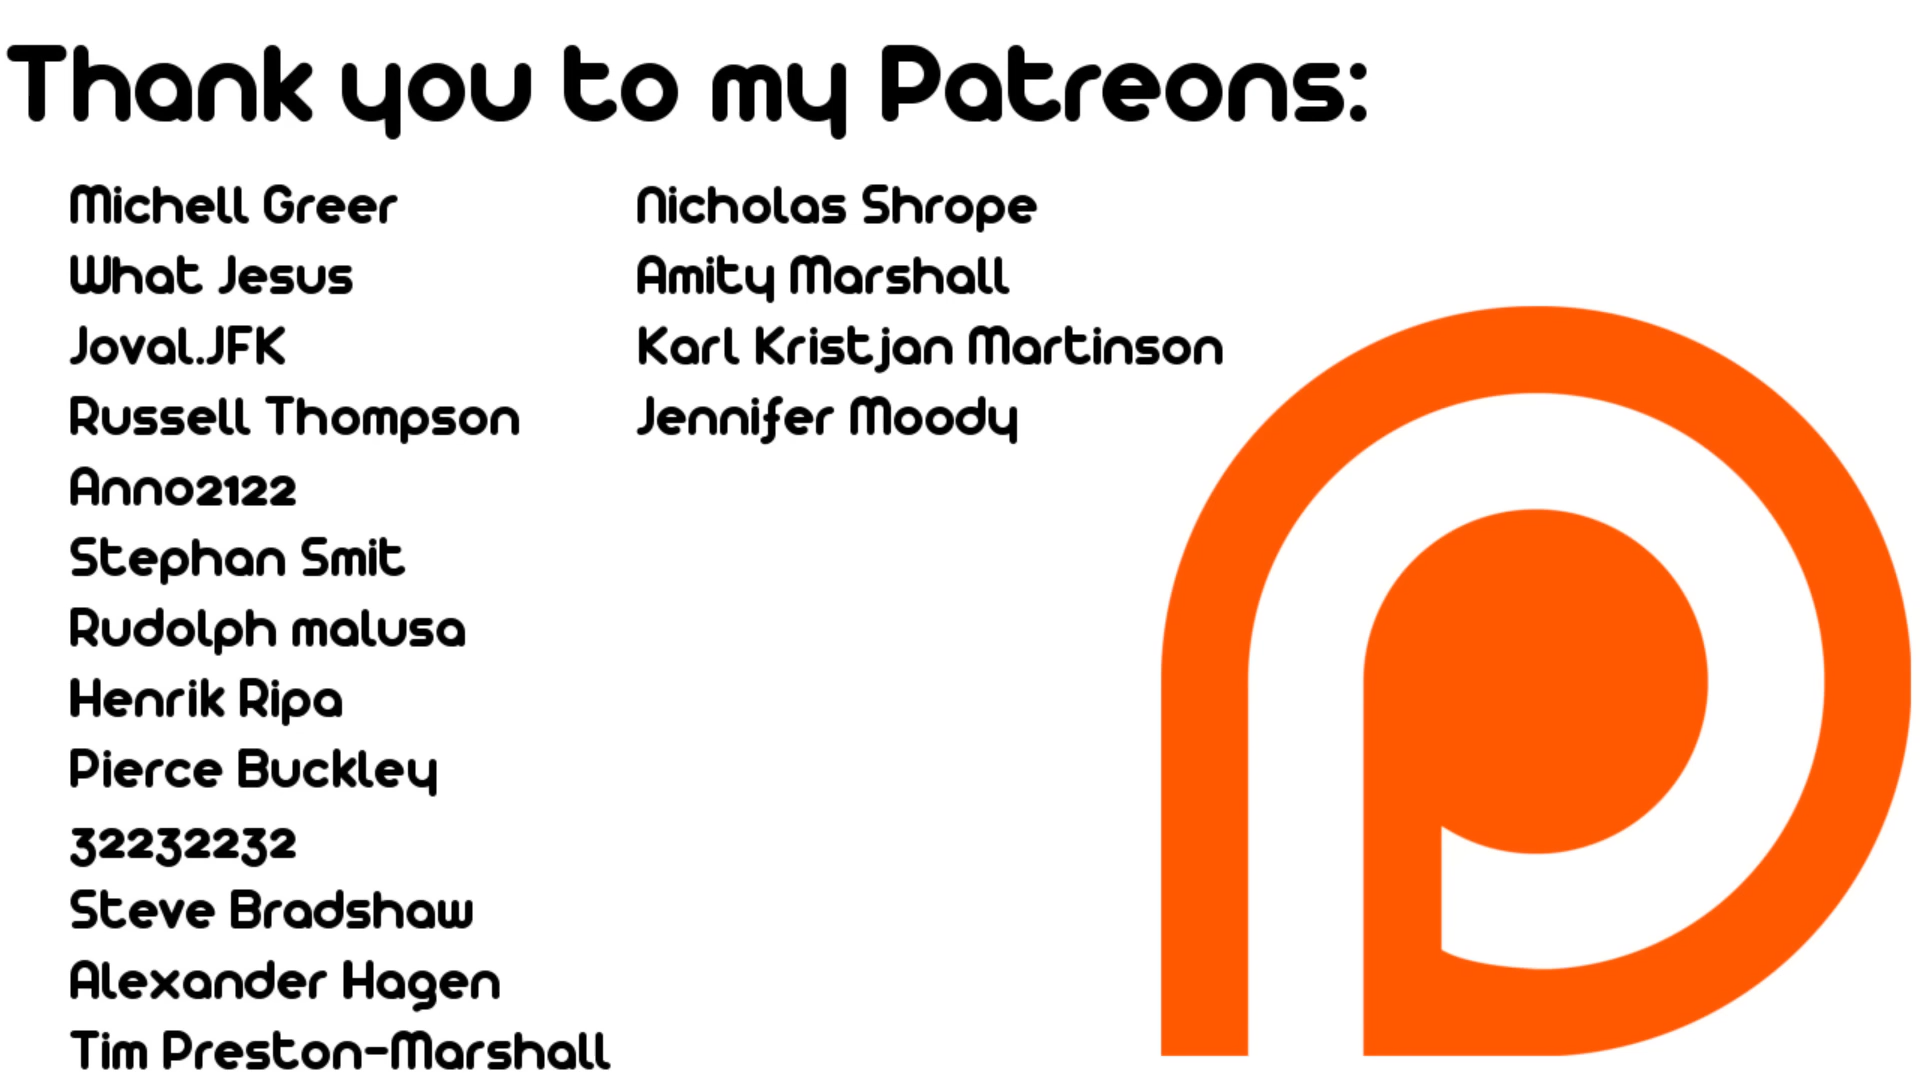 Thank you to my Patreons:
Michell Greer
What Jesus
Joval.JFK
Russell Thompson
Anno2122
Stephan Smit
Rudolph malusa
Henrik Ripa
Pierce Buckley
32232232
Steve Bradshaw
Alexander Hagen
Tim Preston-Marshall
Nicholas Shrope
Amity Marshall
Karl Kristjan Martinson
Jennifer Moody